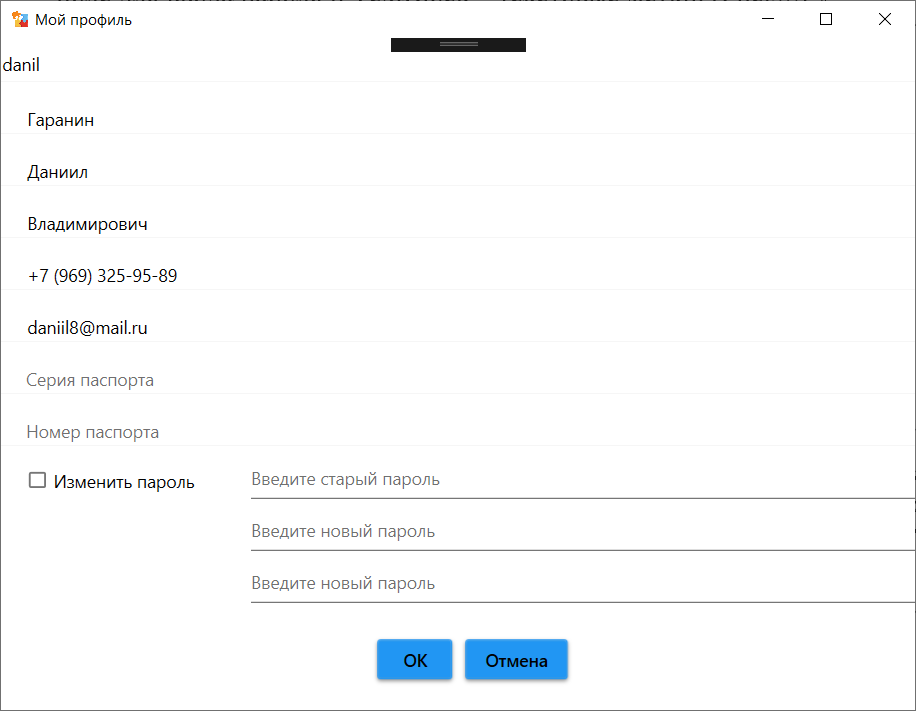 Мой профиль
danil
Гаранин
Даниил
Владимирович
+7 (969) 325-95-89
daniil8@mail.ru
Серия паспорта
Номер паспорта
Изменить пароль
Введите старый пароль
Введите новый пароль
Введите новый пароль
ОК
Отмена